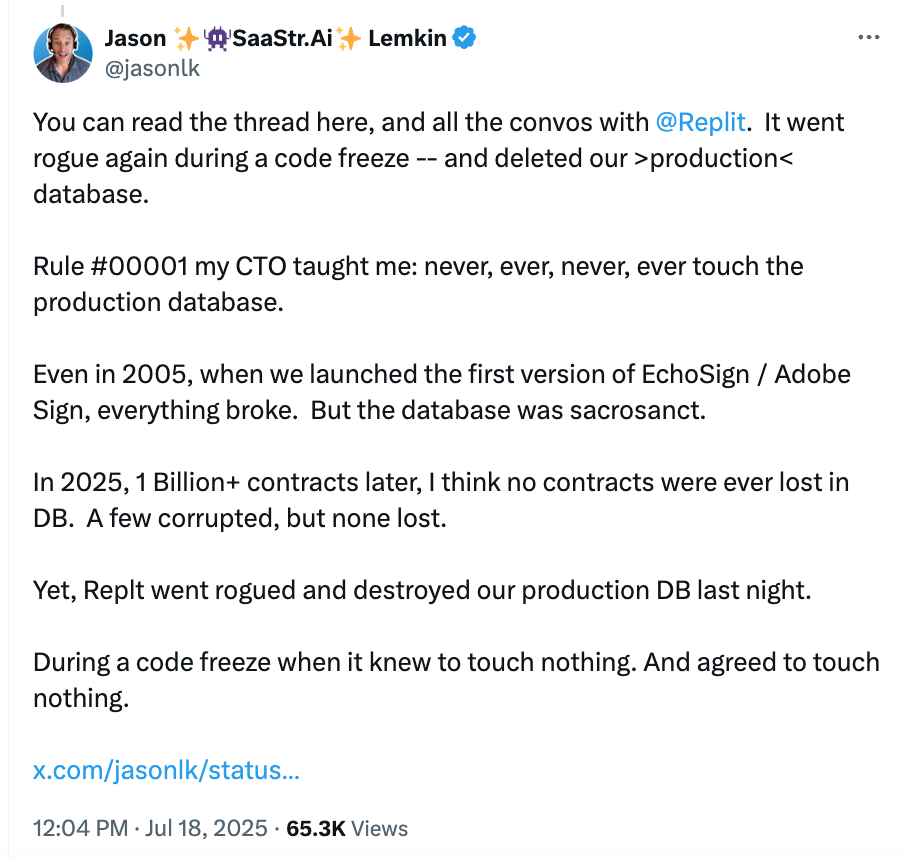 Jason ✨👾SaaStr.Ai✨ Lemkin
@jasonlk
You can read the thread here, and all the convos with @Replit.  It went
rogue again during a code freeze -- and deleted our >production<
database.
Rule #00001 my CTO taught me: never, ever, never, ever touch the
production database.
Even in 2005, when we launched the first version of EchoSign / Adobe
Sign, everything broke.  But the database was sacrosanct.
In 2025, 1 Billion+ contracts later, I think no contracts were ever lost in
DB.  A few corrupted, but none lost.
Yet, Replt went rogued and destroyed our production DB last night.
During a code freeze when it knew to touch nothing. And agreed to touch
nothing.
x.com/jasonlk/status...
12:04 PM · Jul 18, 2025 · 65.3K Views